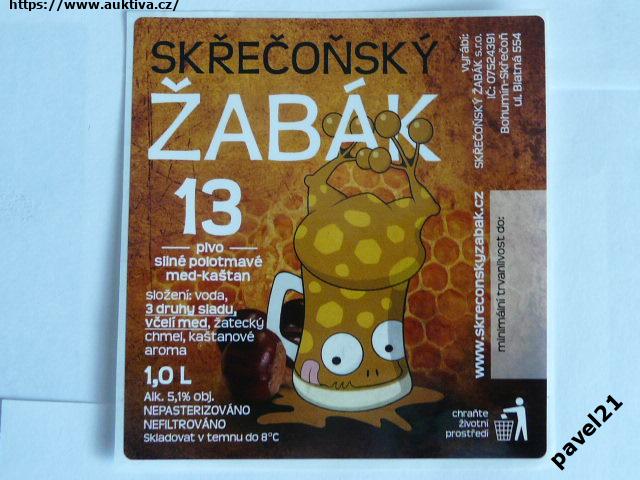 https://www.auktiva.cz/
SKŘEČOŇSKÝ
ŽABÁK
13
pivo
silné polotmavé
med-kaštan
složení: voda,
3 druhy sladu,
včelí med, žatecký
chmel, kaštanové
aroma
1,0 L
Alk. 5,1% obj.
NEPASTERIZOVÁNO
NEFILTROVÁNO
Skladovat v temnu do 8°C
vyrábí:
SKŘEČOŇSKÝ ŽABÁK s.r.o.
IČ: 07524391
Bohumín-Skřečoň
ul. Blatná 554
www.skreconskyzabak.cz
minimální trvanlivost do:
chraňte
životní
prostředí
pavel21